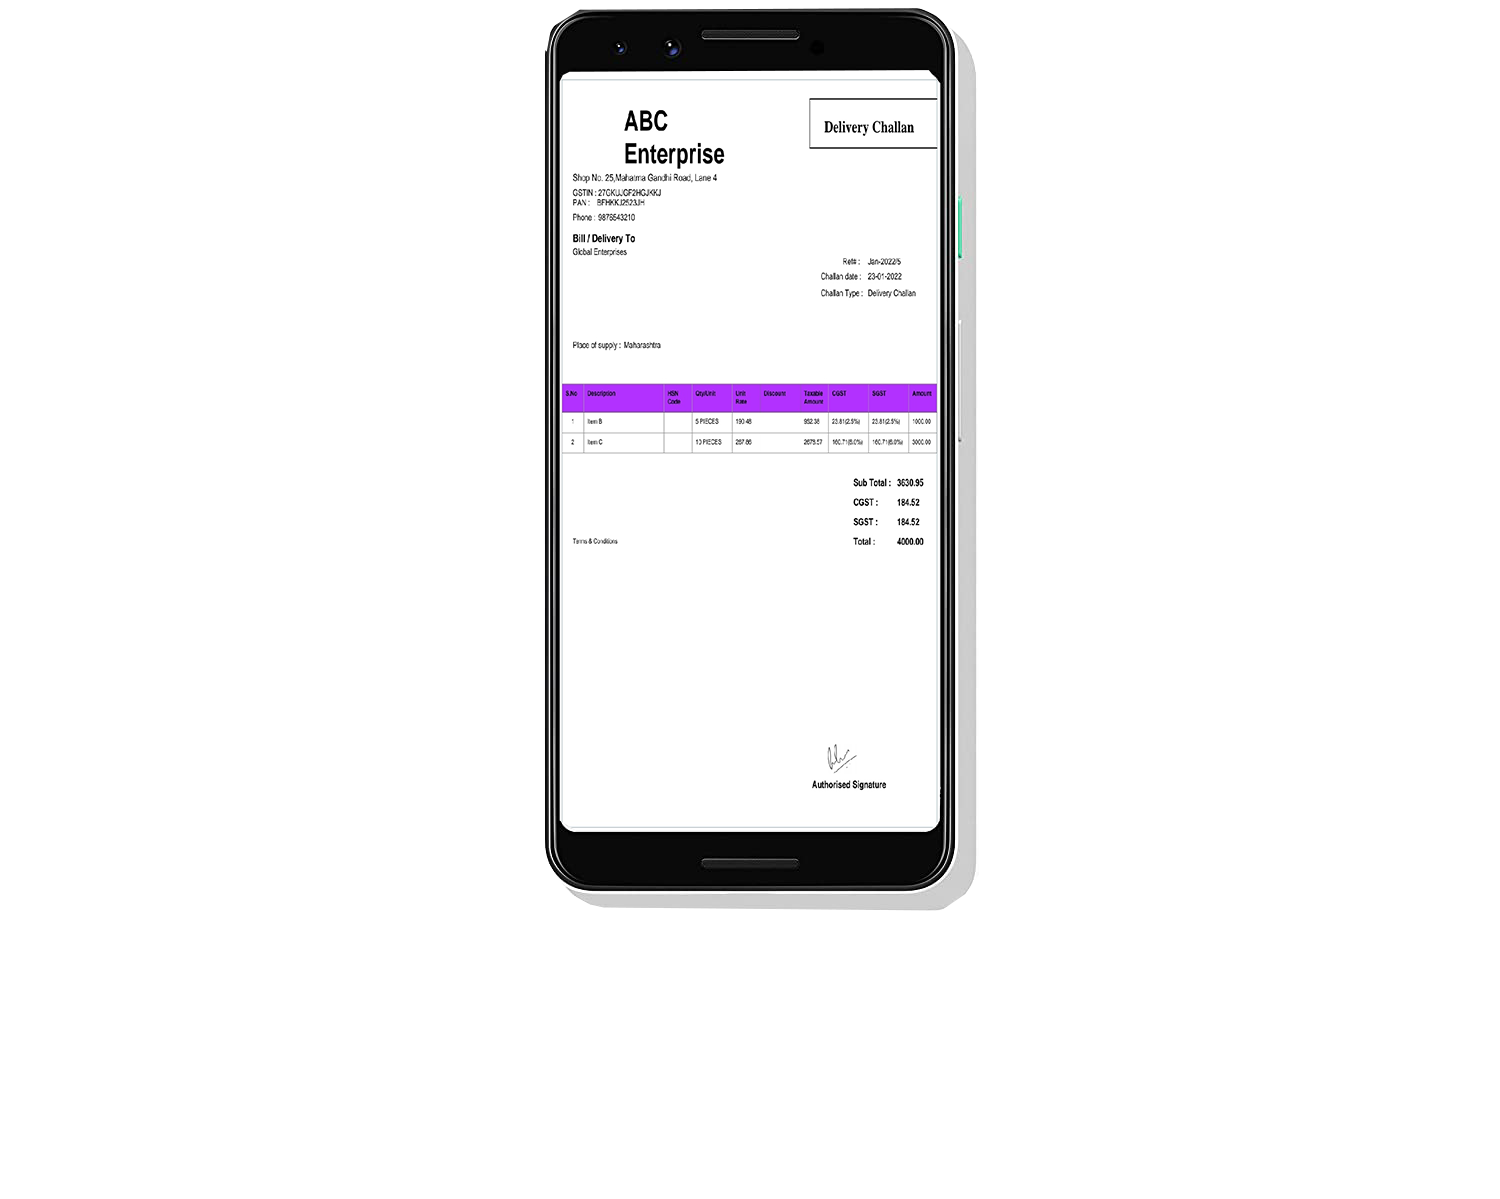 ABC
Enterprise
Delivery Challan
Shop No. 25,Mahatma Gandhi Road, Lane 4
GSTIN : 27GKUJGF2HGJKKJ
PAN : BFHKKJ2523JH
Phone : 9876543210
Bill / Delivery To
Global Enterprises
Ref# : Jan-2022/5
Challan date : 23-01-2022
Challan Type : Delivery Challan
Place of supply : Maharashtra
S.No Description HSN Code Qty/Unit Unit Rate Discount Taxable Amount CGST SGST Amount
1 Item B 5 PIECES 190.48 952.38 23.81(2.5%) 23.81(2.5%) 1000.00
2 Item C 10 PIECES 267.86 2678.57 160.71(6.0%) 160.71(6.0%) 3000.00
Sub Total : 3630.95
CGST : 184.52
SGST : 184.52
Total : 4000.00
Terms & Conditions
Authorised Signature